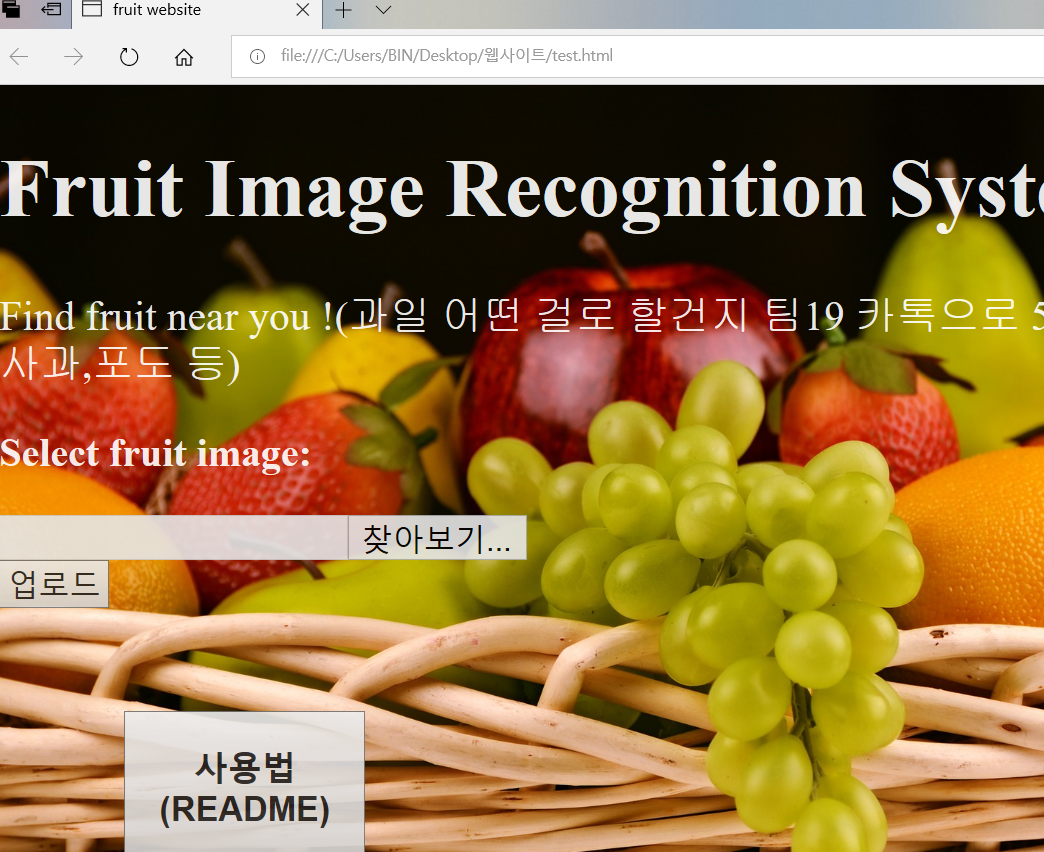 fruit website
file:///C:/Users/BIN/Desktop/웹사이트/test.html
Fruit Image Recognition Syst
Find fruit near you !(과일 어떤 걸로 할건지 팀19 카톡으로 5
사과,포도 등)
Select fruit image:
찾아보기...
업로드
사용법
(README)